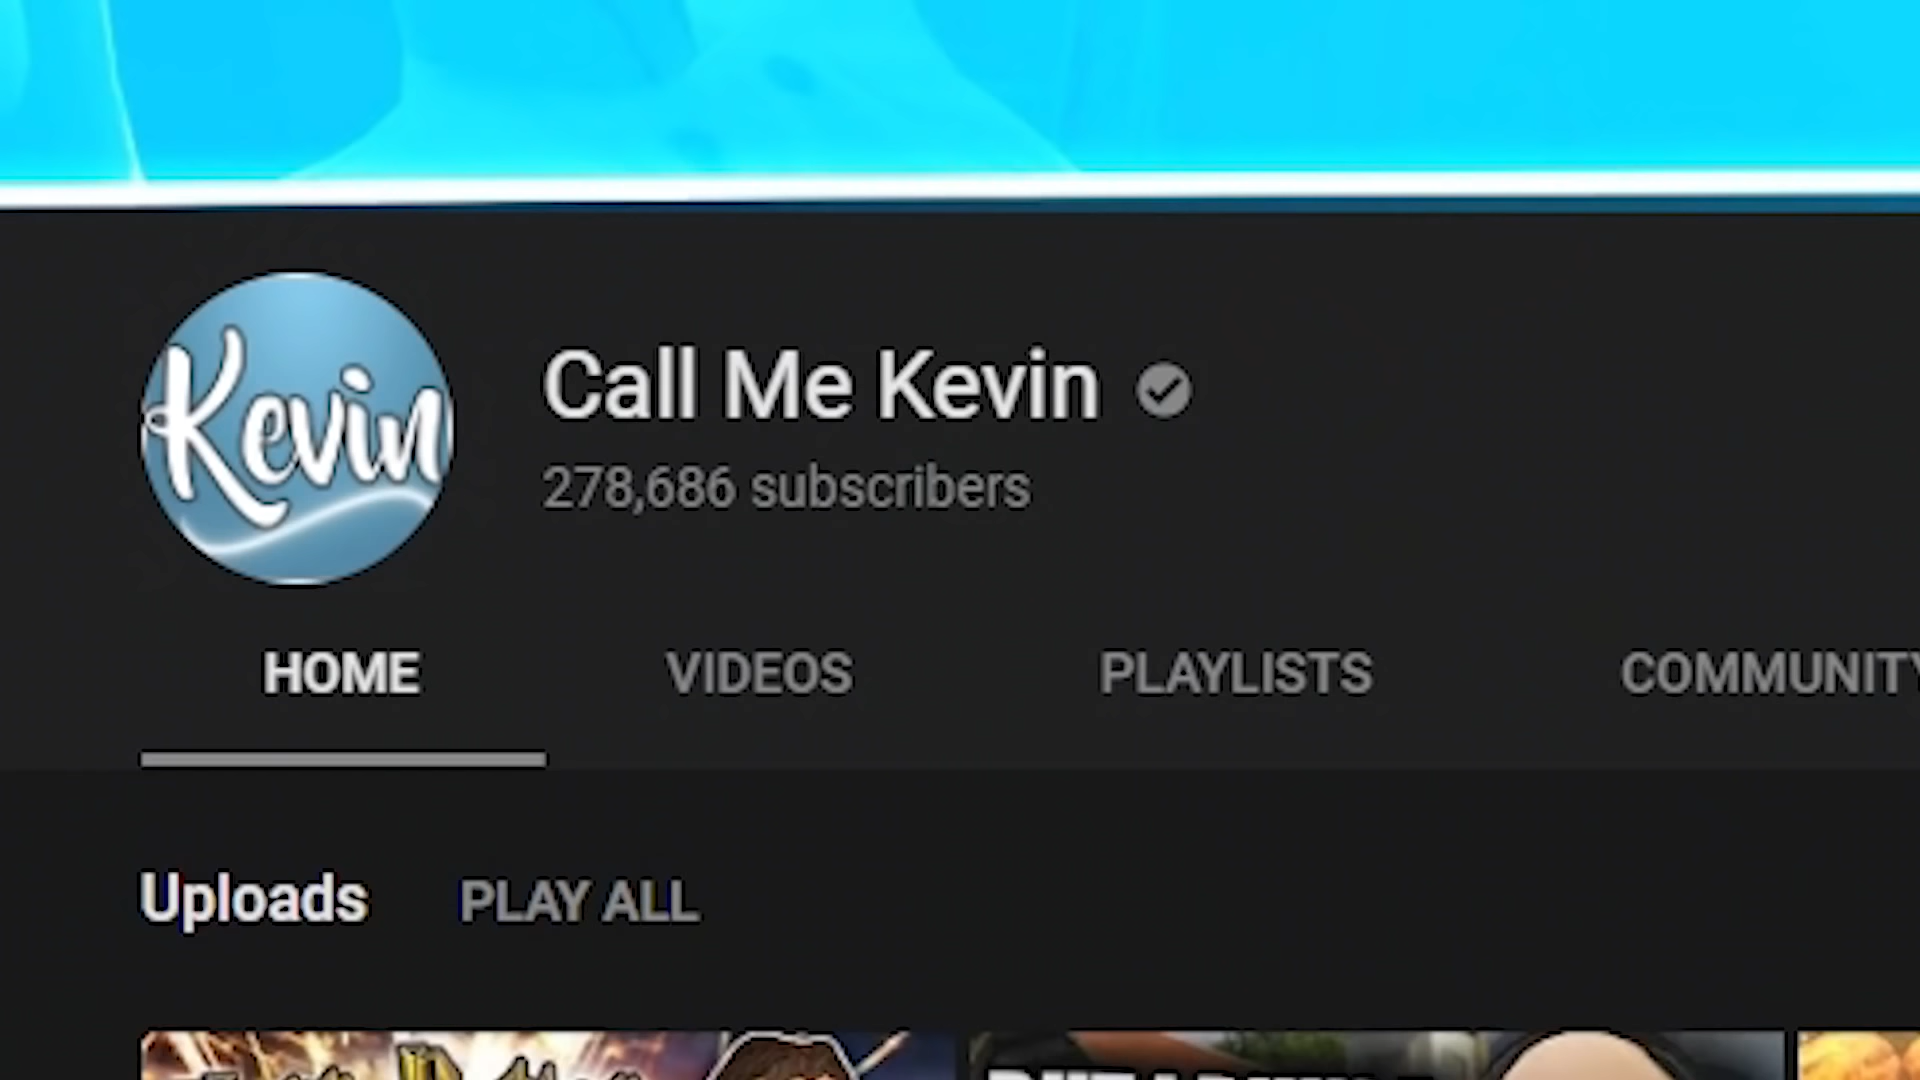 Kevin
Call Me Kevin
278,686 subscribers
HOME VIDEOS PLAYLISTS COMMUNITY
Uploads PLAY ALL